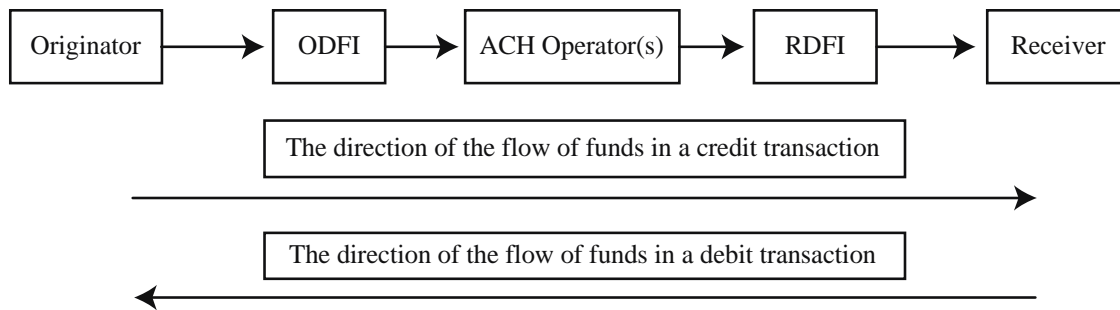 Originator ODFI ACH Operator(s) RDFI Receiver
The direction of the flow of funds in a credit transaction
The direction of the flow of funds in a debit transaction